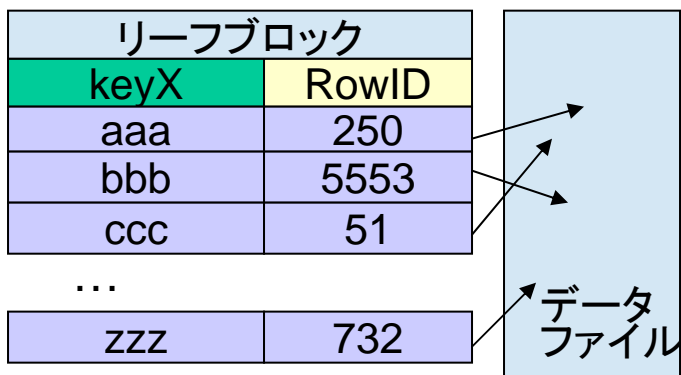 リーフブロック
keyX RowID
aaa 250
bbb 5553
ccc 51
…
zzz 732
データ
ファイル